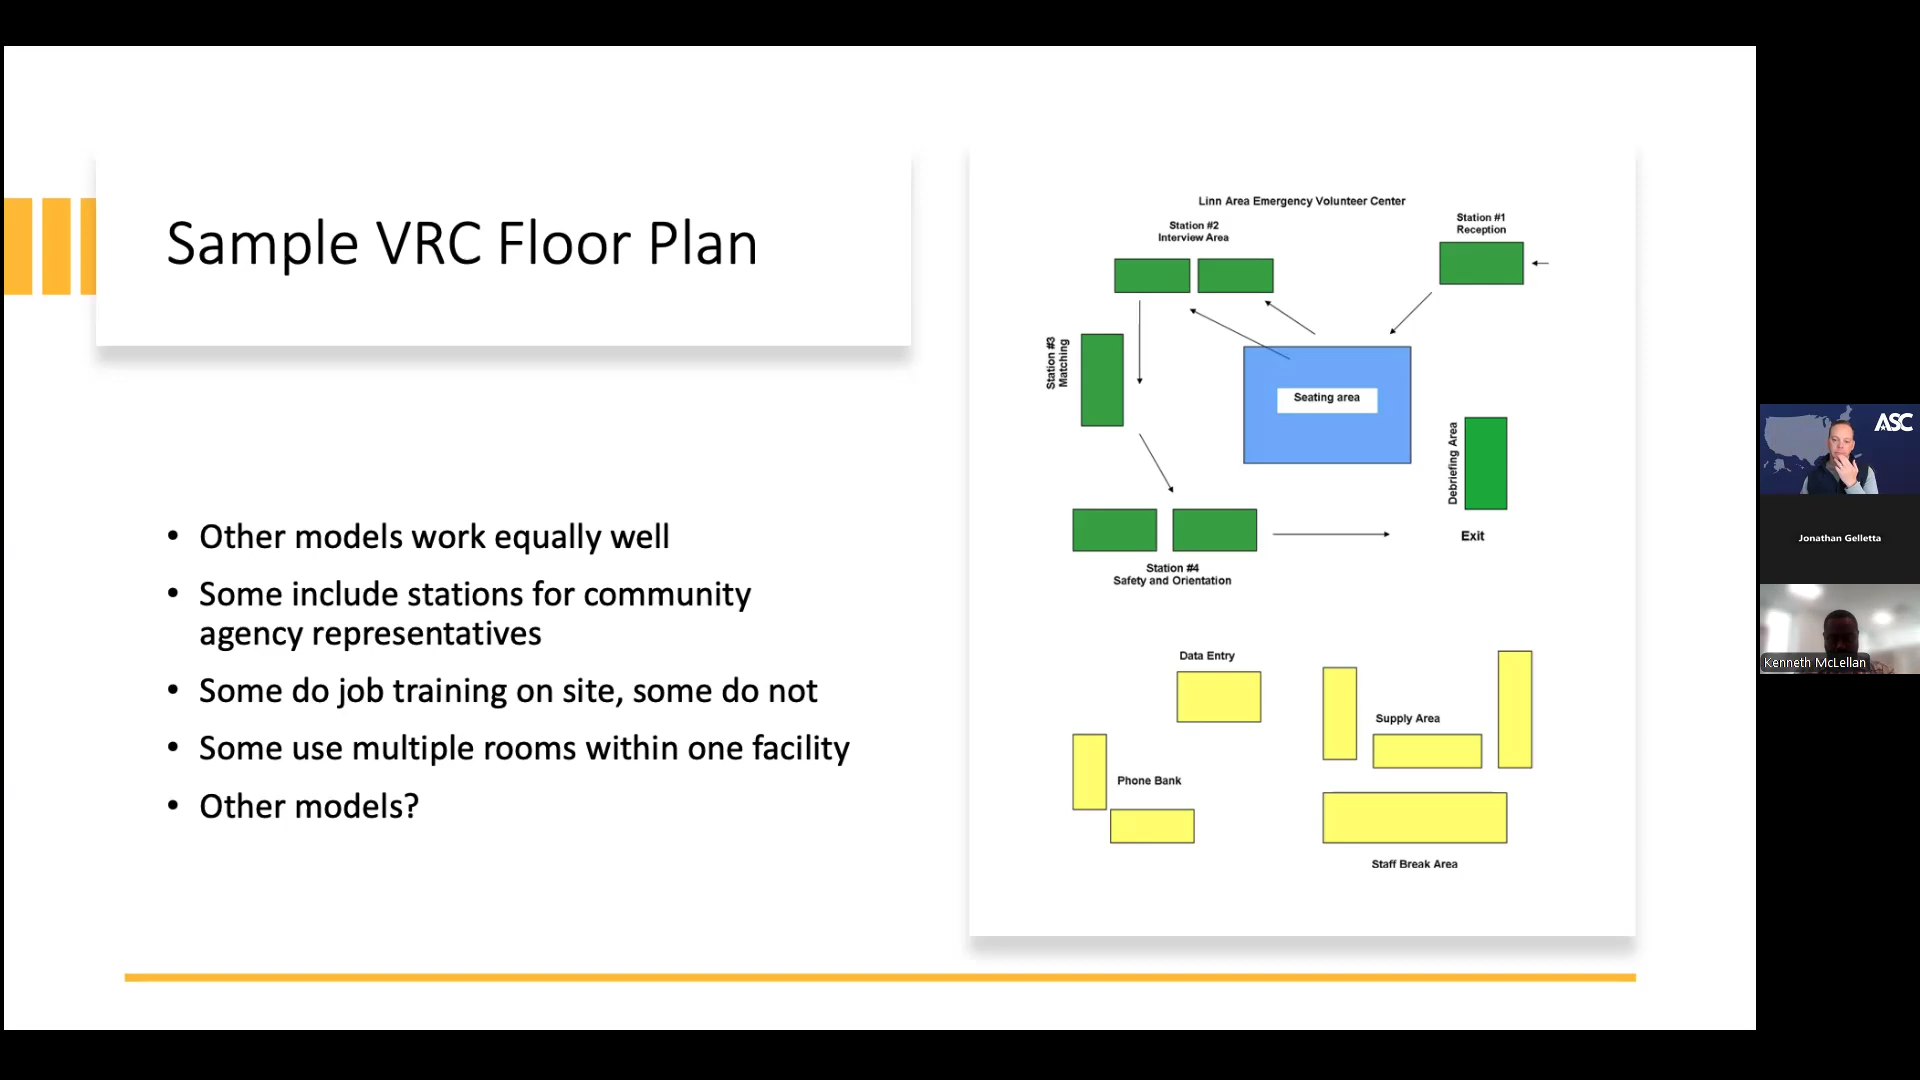 Sample VRC Floor Plan
• Other models work equally well
• Some include stations for community
agency representatives
• Some do job training on site, some do not
• Some use multiple rooms within one facility
• Other models?
Linn Area Emergency Volunteer Center
Station #1
Reception
Station #2
Interview Area
Station #3
Matching
Seating area
Debriefing Area
Exit
Station #4
Safety and Orientation
Data Entry
Supply Area
Phone Bank
Staff Break Area
ASC
Jonathan Gelletta
Kenneth McLellan